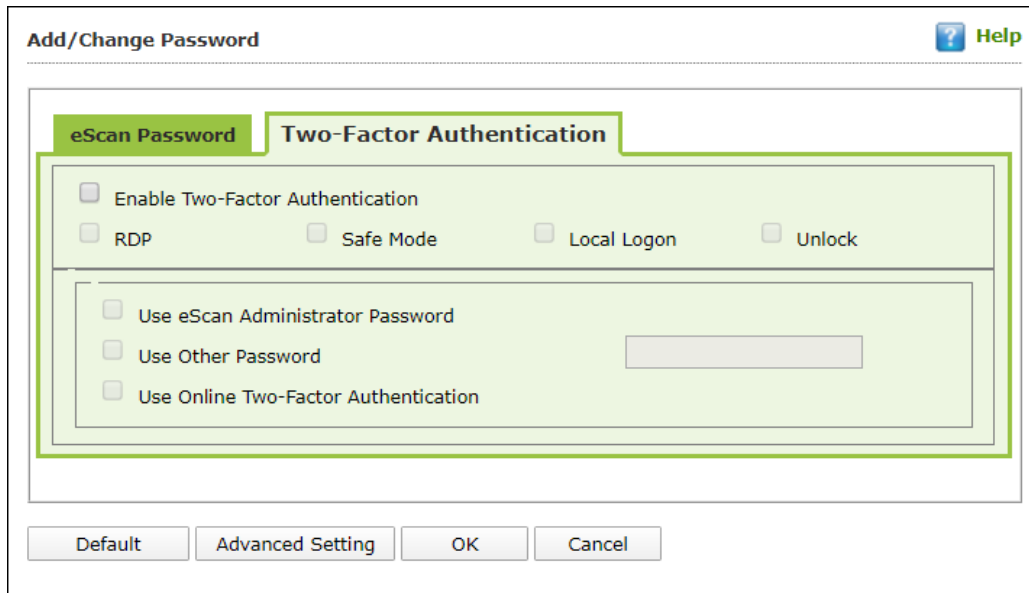 Add/Change Password
? Help
eScan Password Two-Factor Authentication
Enable Two-Factor Authentication
RDP Safe Mode Local Logon Unlock
Use eScan Administrator Password
Use Other Password
Use Online Two-Factor Authentication
Default Advanced Setting OK Cancel